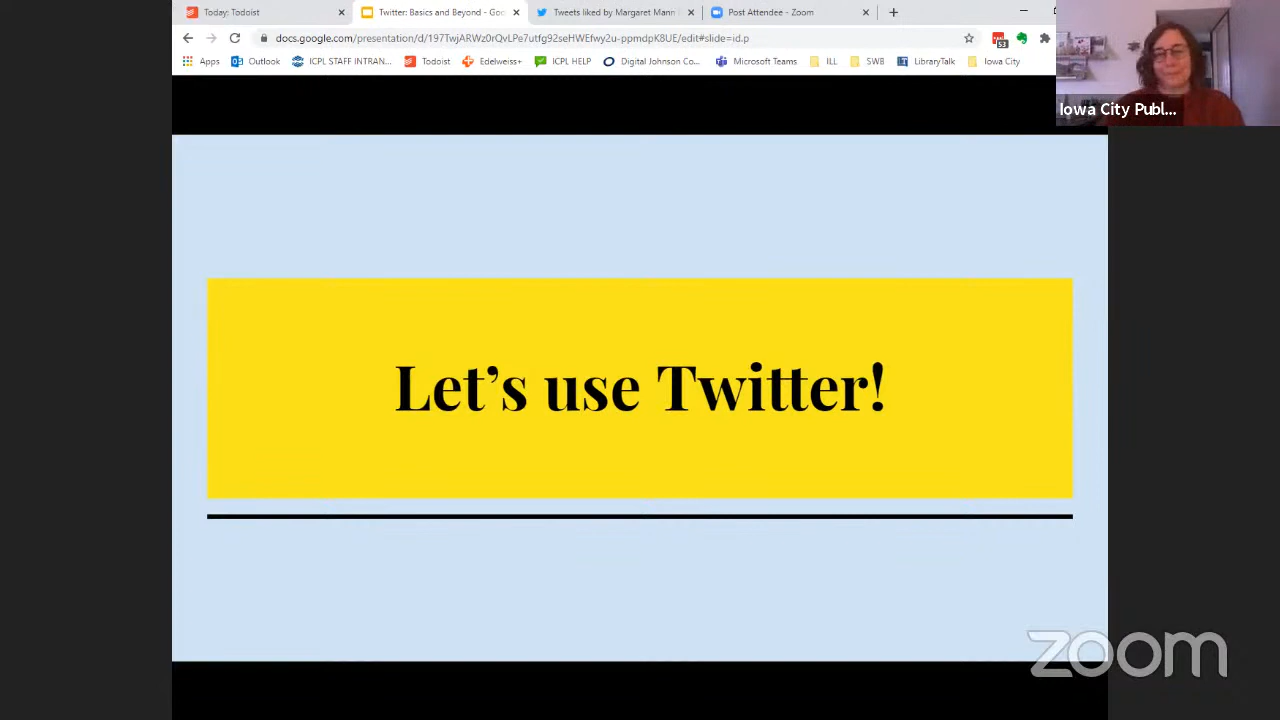 Today: Todoist
Twitter: Basics and Beyond - Goo
Tweets liked by Margaret Mann
Post Attendee - Zoom
docs.google.com/presentation/d/197TwjARWz0rQvLPe7utfg92seHWEfwy2u-ppmdpK8UE/edit#slide=id.p
53
Apps
Outlook
ICPL STAFF INTRAN...
Todoist
Edelweiss+
ICPL HELP
Digital Johnson Co...
Microsoft Teams
ILL
SWB
LibraryTalk
Iowa City
Iowa City Publ...
Let’s use Twitter!
zoom